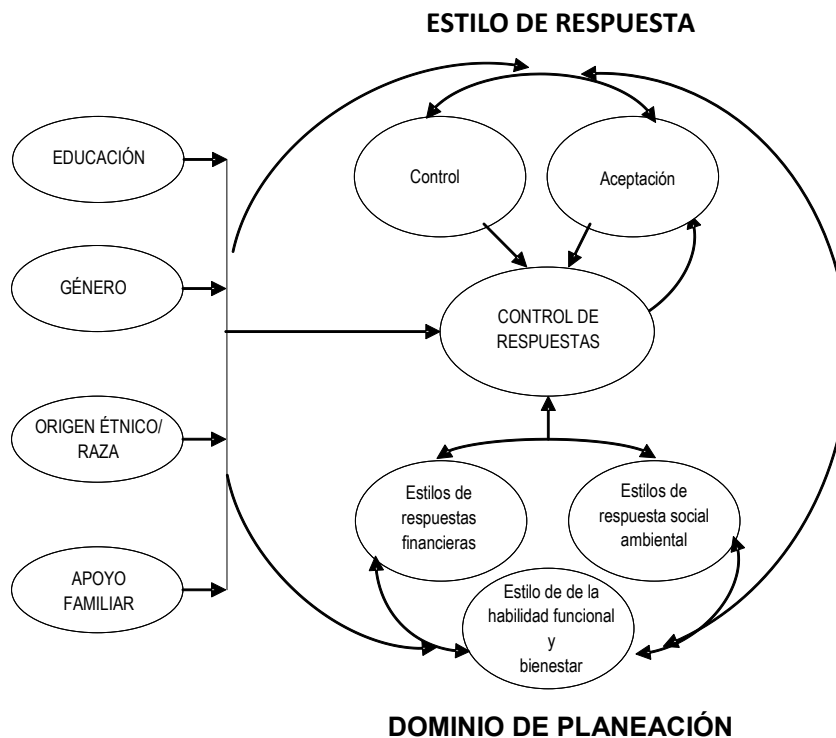 ESTILO DE RESPUESTA
EDUCACIÓN
GÉNERO
ORIGEN ÉTNICO/
RAZA
APOYO
FAMILIAR
Control
Aceptación
CONTROL DE
RESPUESTAS
Estilos de
respuestas
financieras
Estilos de
respuesta social
ambiental
Estilo de de la
habilidad funcional
y
bienestar
DOMINIO DE PLANEACIÓN